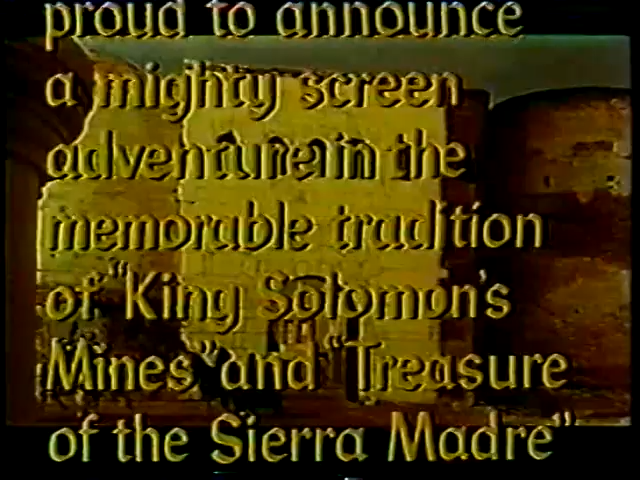 proud to announce
a mighty screen
adventure in the
memorable tradition
of "King Solomon's
Mines" and "Treasure
of the Sierra Madre"